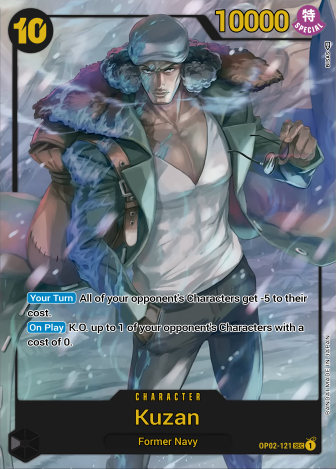 10
10000
特
SPECIAL
Your Turn All of your opponent's Characters get -5 to their
cost.
On Play K.O. up to 1 of your opponent's Characters with a
cost of 0.
CHARACTER
Kuzan
Former Navy
OP02-121 SEC 1